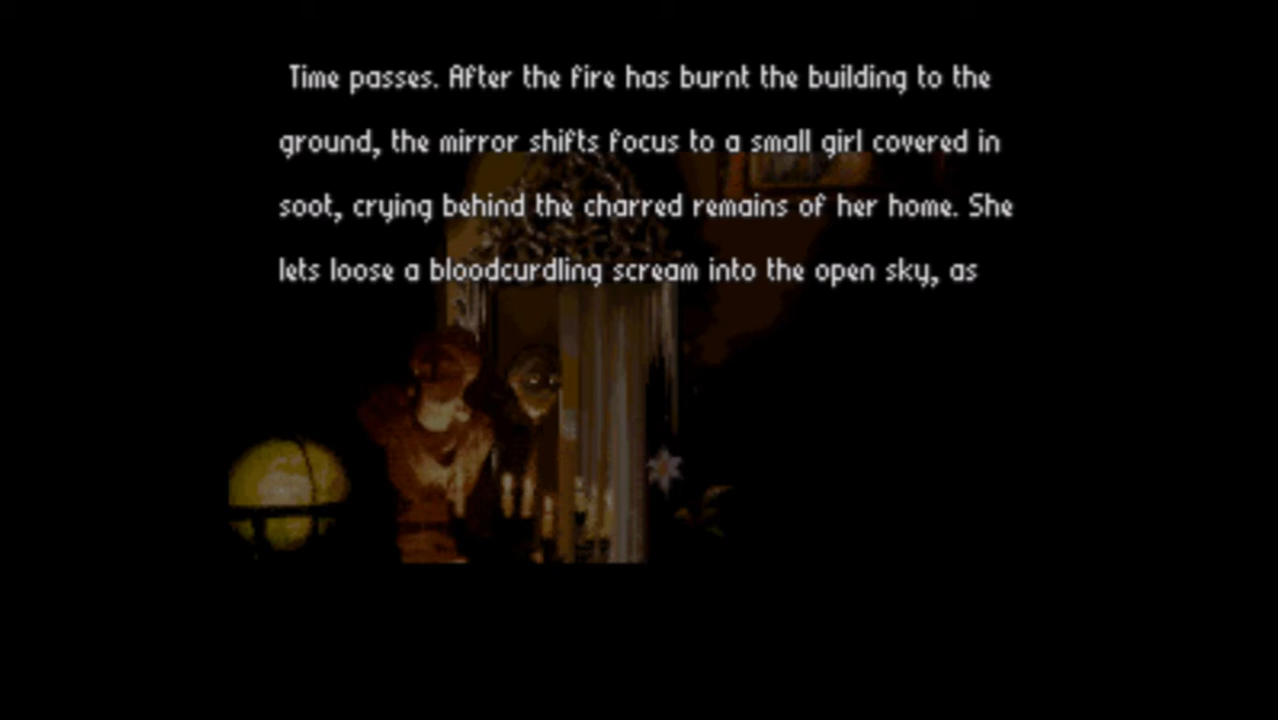 Time passes. After the fire has burnt the building to the
ground, the mirror shifts focus to a small girl covered in
soot, crying behind the charred remains of her home. She
lets loose a bloodcurdling scream into the open sky, as